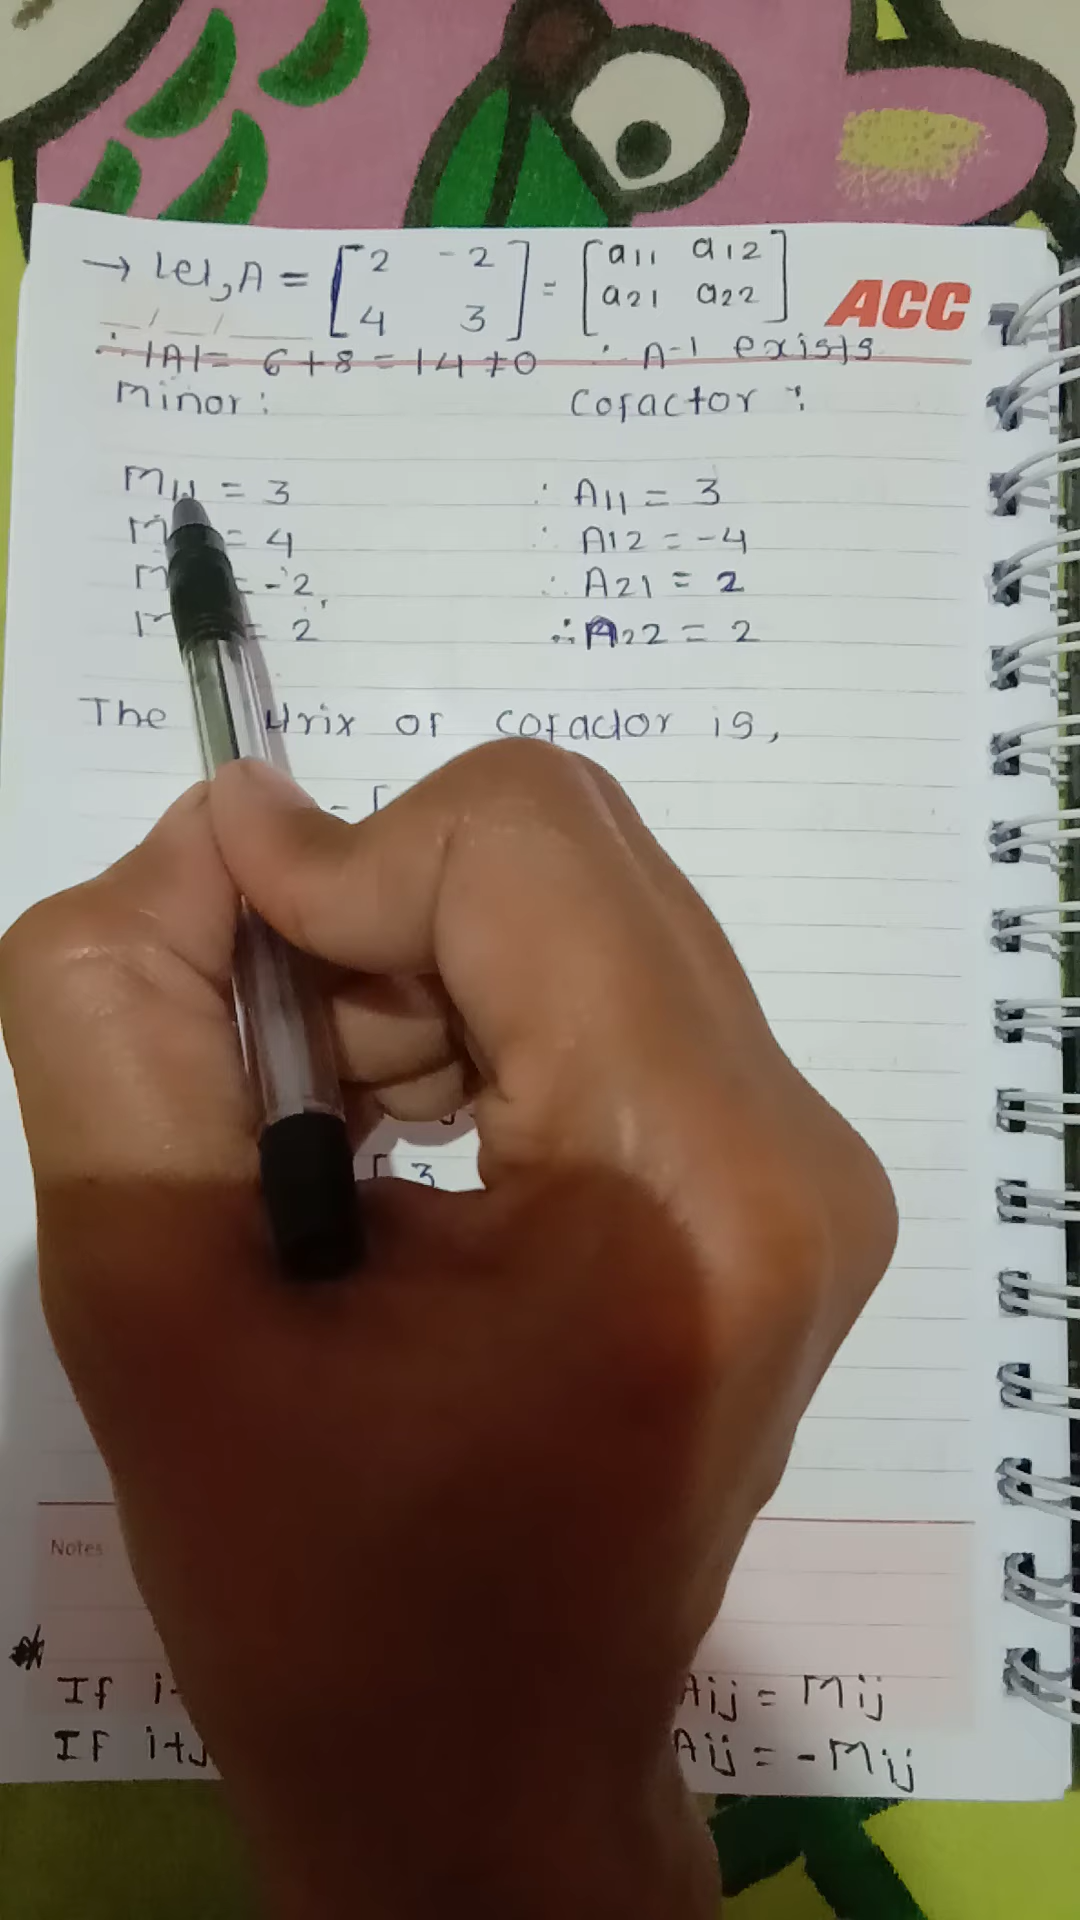 → Let, A = [ 2 -2 ] = [ a11 a12 ]
4 3 a21 a22
ACC
∴ |A| = 6 + 8 = 14 ≠ 0 ∴ A-1 exists
Minor: Cofactor:
M11 = 3 ∴ A11 = 3
M = 4 ∴ A12 = -4
M = -2 ∴ A21 = 2
= 2 ∴ A22 = 2
The of cofactor is,
= [
[ 3
Notes
*
If i+ Aij = Mij
If i+j Aij = -Mij